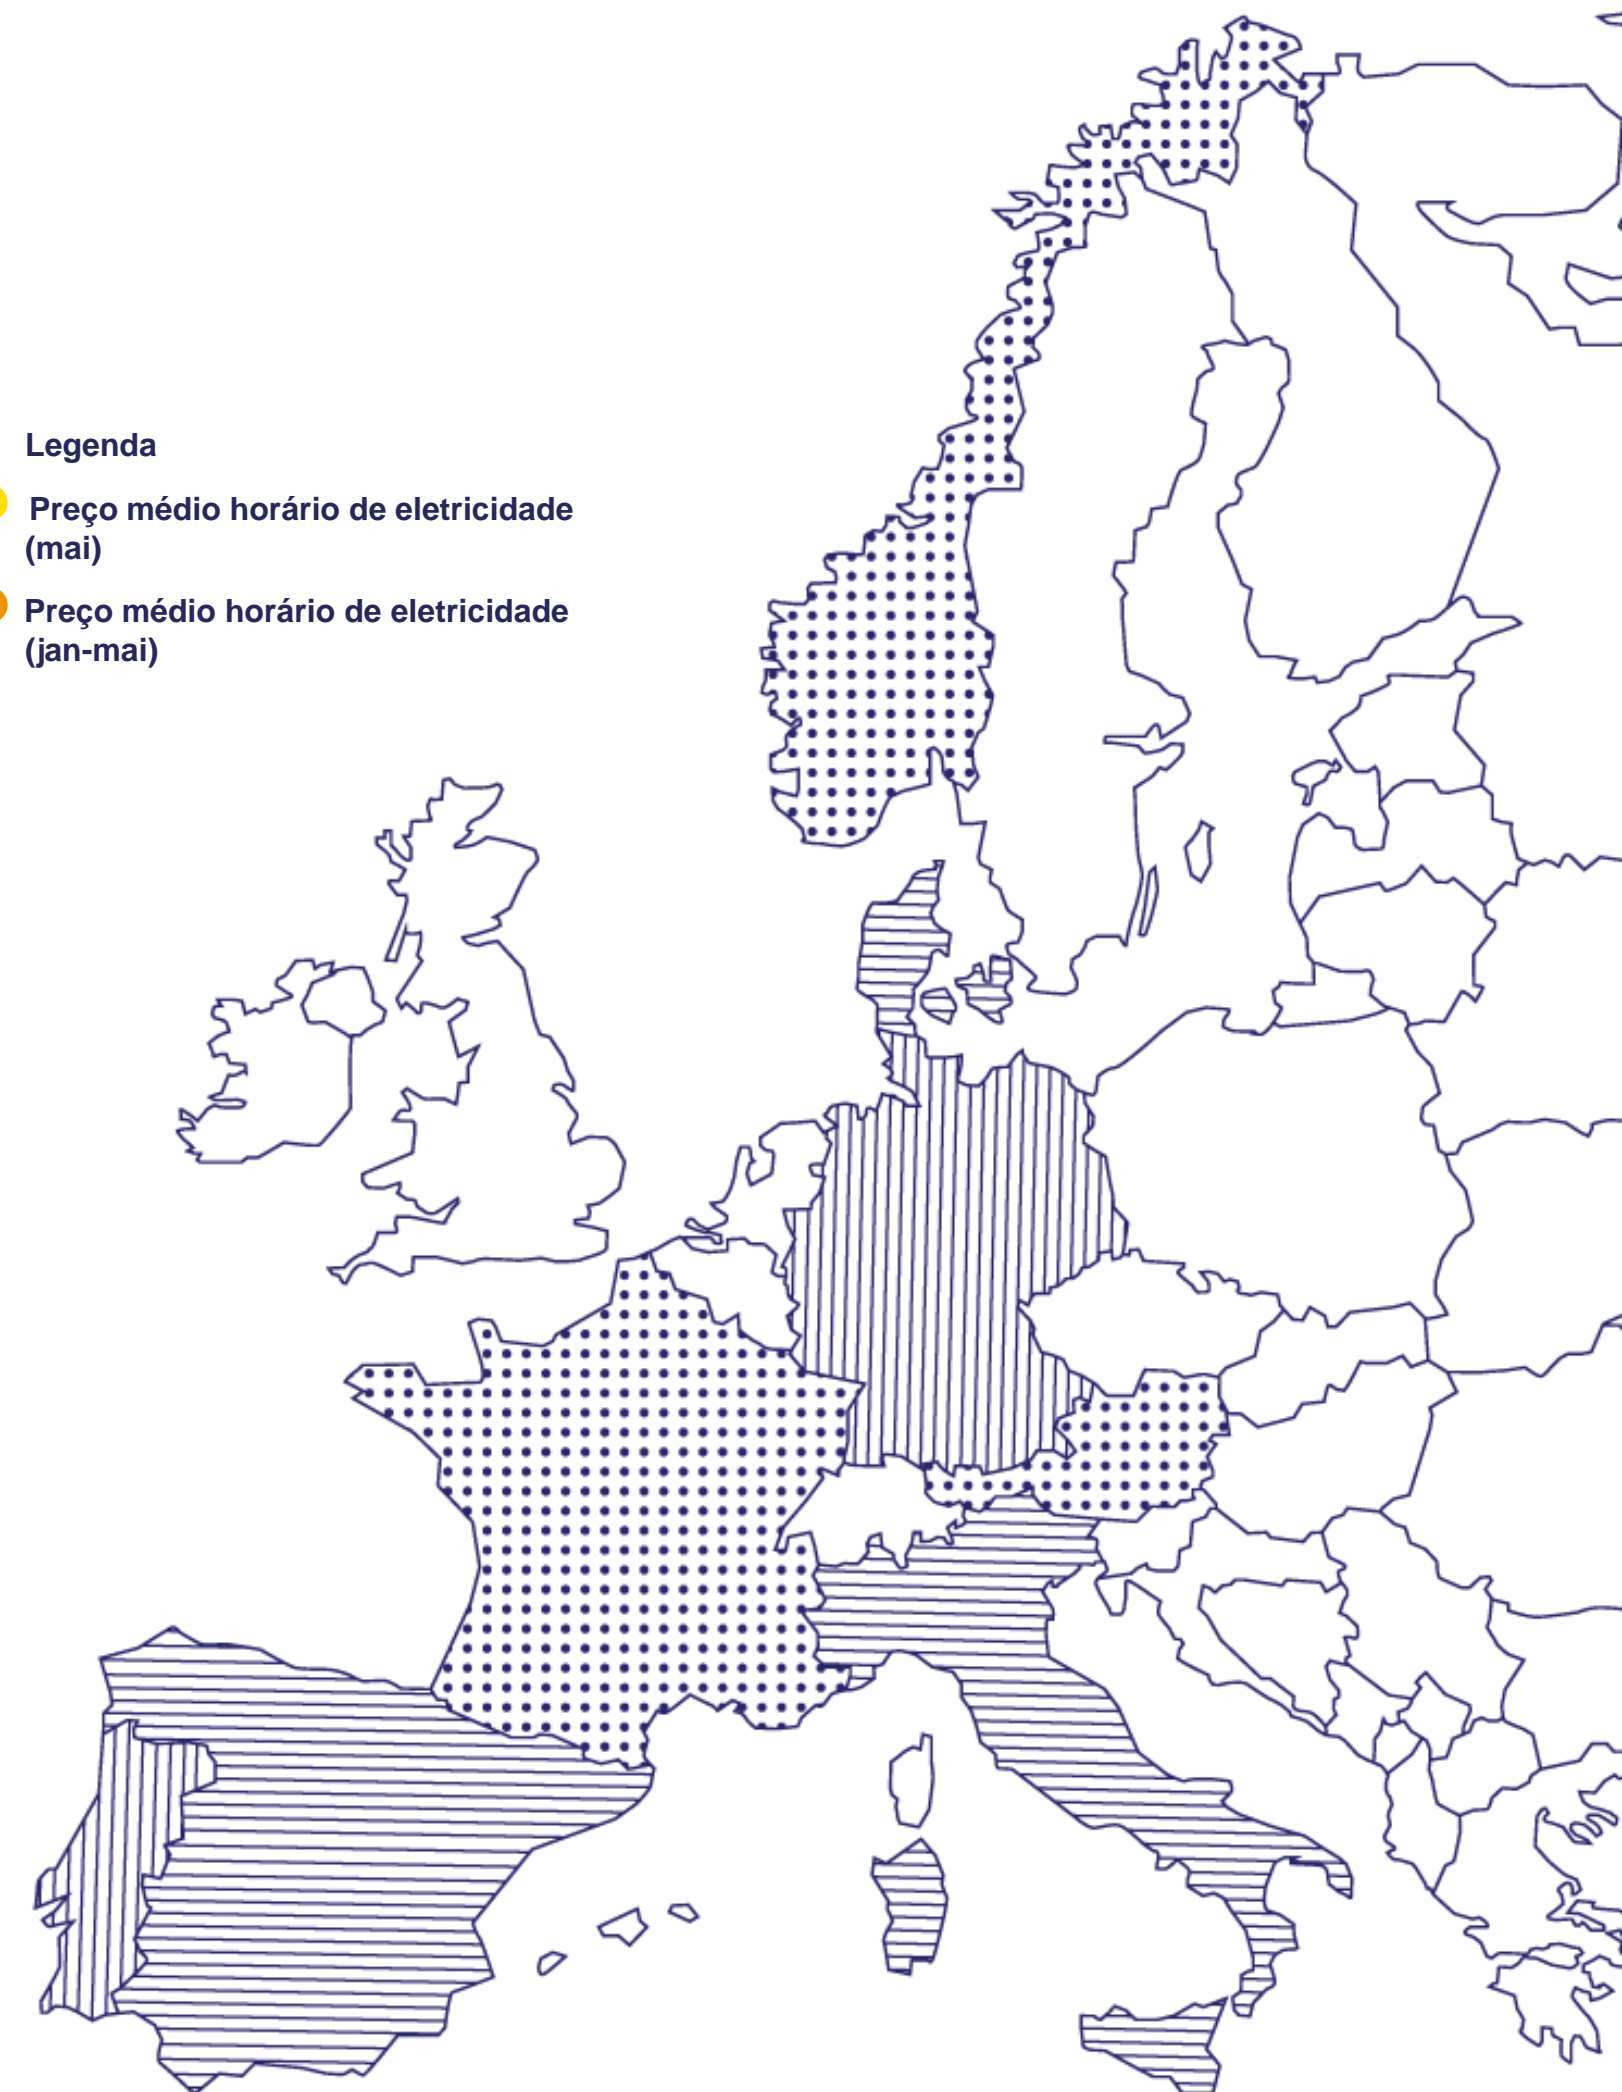 Legenda
Preço médio horário de eletricidade
(mai)
Preço médio horário de eletricidade
(jan-mai)